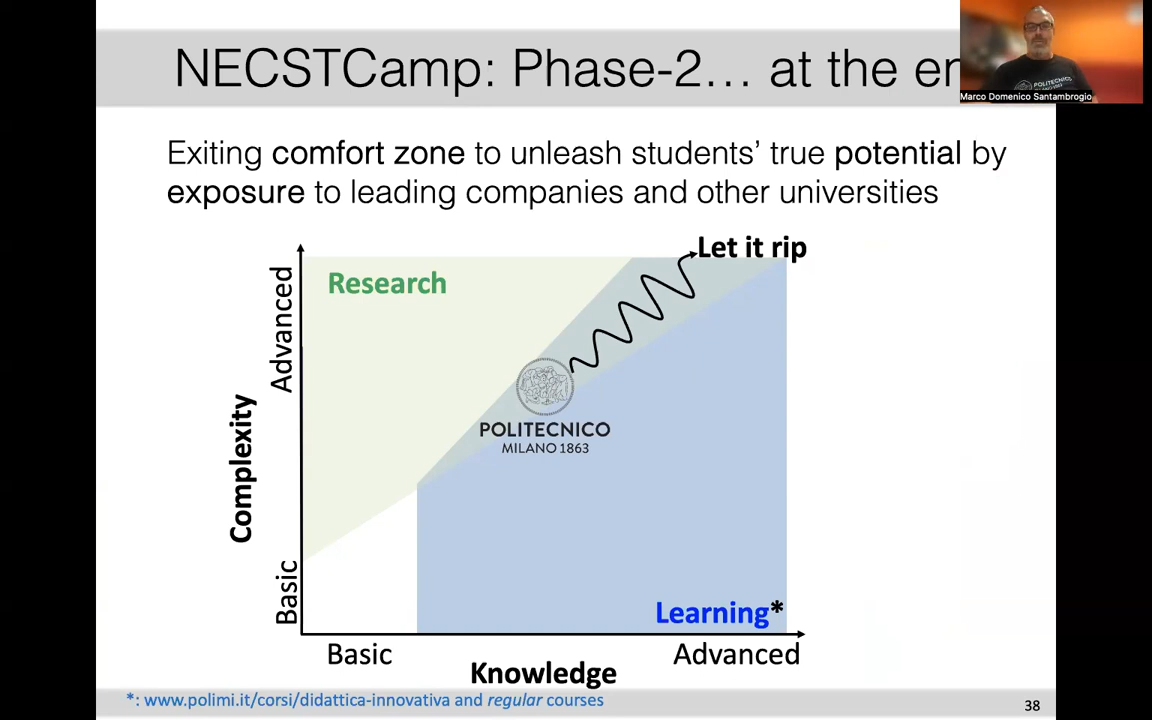 NECSTCamp: Phase-2... at the en
Marco Domenico Santambrogio
Exiting comfort zone to unleash students' true potential by
exposure to leading companies and other universities
Let it rip
Research
Advanced
Complexity
Basic
POLITECNICO
MILANO 1863
Learning*
Basic
Advanced
Knowledge
*: www.polimi.it/corsi/didattica-innovativa and regular courses
38
POLITECNICO